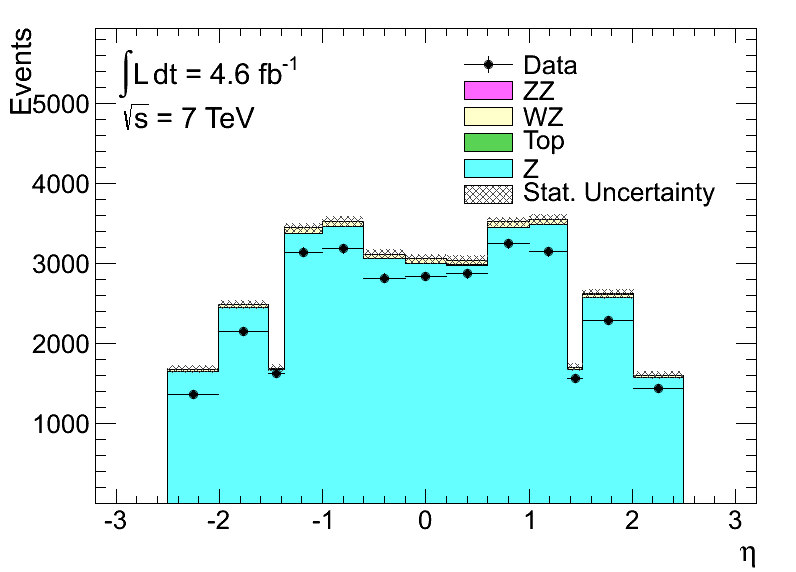 Events
∫L dt = 4.6 fb⁻¹
√s = 7 TeV
Data
ZZ
WZ
Top
Z
Stat. Uncertainty
5000
4000
3000
2000
1000
-3 -2 -1 0 1 2 3
η